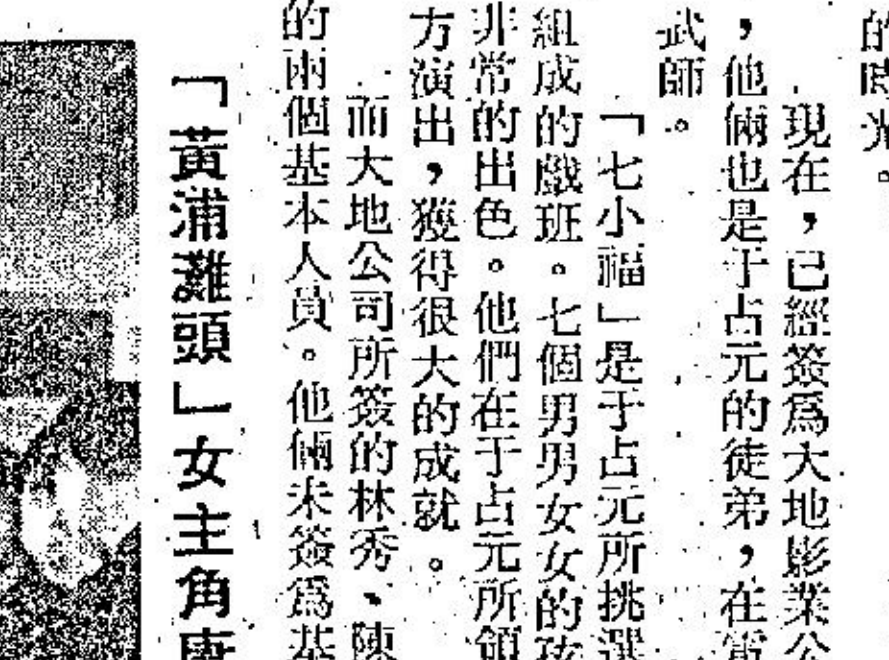 的時光。
現在，已經簽爲大地影業公
，他倆也是于占元的徒弟，在電
武師。
「七小福」是于占元所挑選
組成的戲班。七個男男女女的孩
非常的出色。他們在于占元所領
方演出，獲得很大的成就。
而大地公司所簽的林秀、陳
的兩個基本人員。他倆未簽爲基
「黃浦灘頭」女主角唐